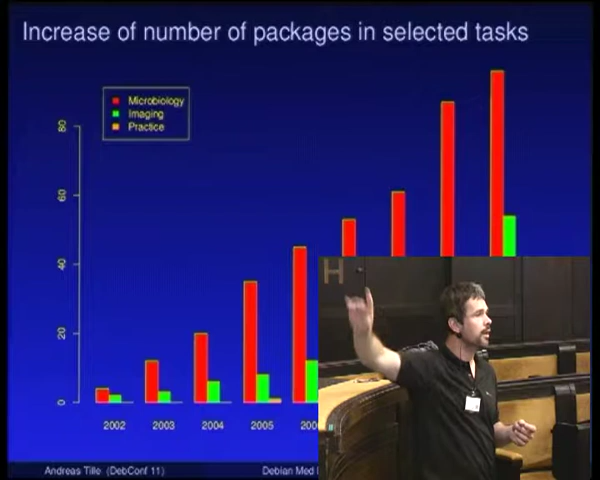 Increase of number of packages in selected tasks
Microbiology
Imaging
Practice
80
60
40
20
0
2002 2003 2004 2005
Andreas Tille (DebConf 11) Debian Med
H